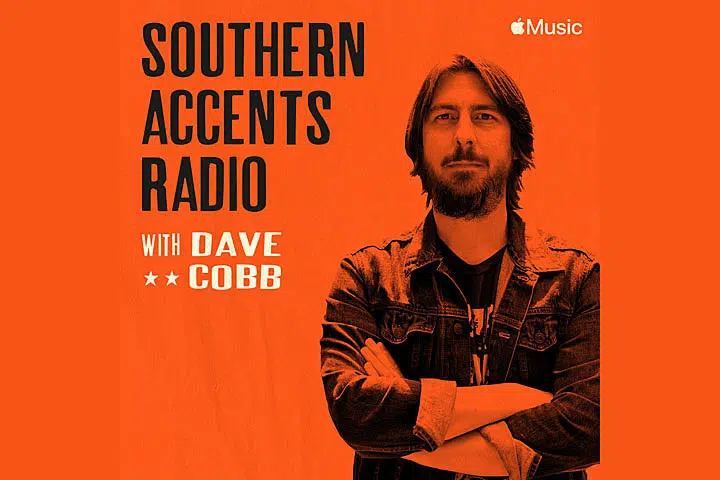 SOUTHERN
ACCENTS
RADIO
WITH DAVE
COBB
Music